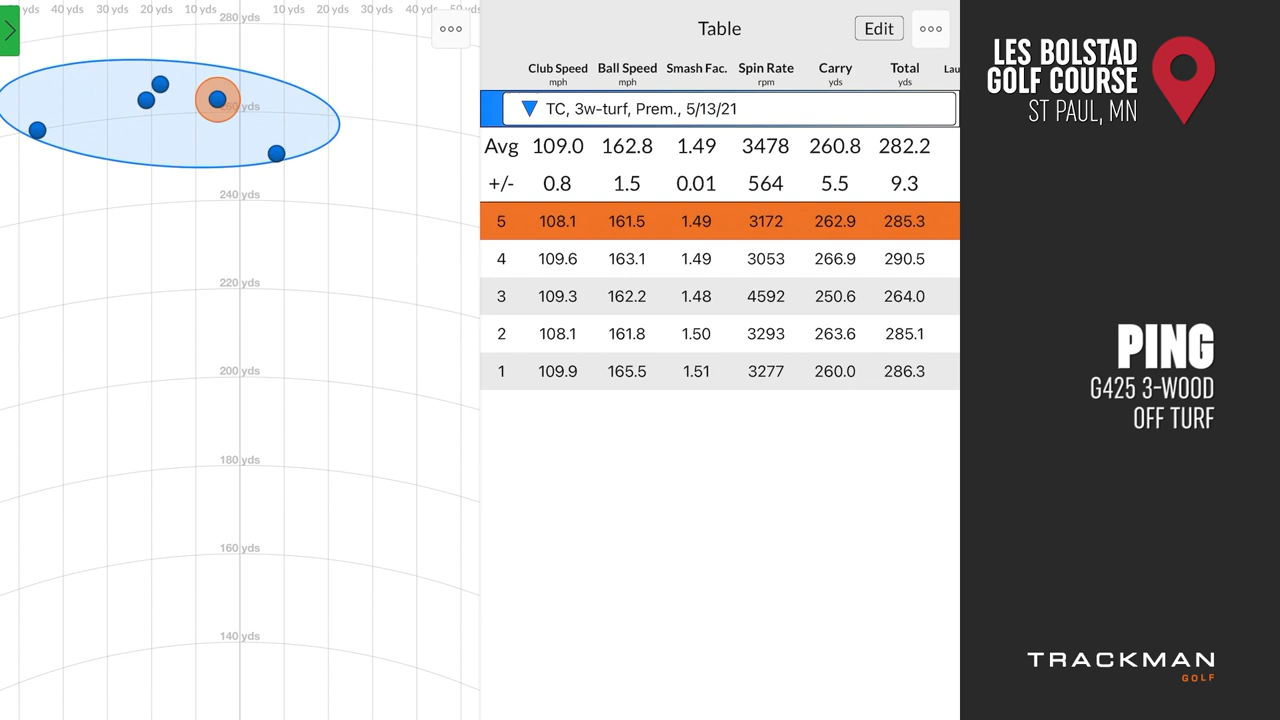 yds 40 yds 30 yds 20 yds 10 yds 10 yds 20 yds 30 yds 40 yds
280 yds
260 yds
240 yds
220 yds
200 yds
180 yds
160 yds
140 yds
Table
Edit
Club Speed Ball Speed Smash Fac. Spin Rate Carry Total Lau
mph mph rpm yds yds
TC, 3w-turf, Prem., 5/13/21
Avg 109.0 162.8 1.49 3478 260.8 282.2
+/- 0.8 1.5 0.01 564 5.5 9.3
5 108.1 161.5 1.49 3172 262.9 285.3
4 109.6 163.1 1.49 3053 266.9 290.5
3 109.3 162.2 1.48 4592 250.6 264.0
2 108.1 161.8 1.50 3293 263.6 285.1
1 109.9 165.5 1.51 3277 260.0 286.3
LES BOLSTAD
GOLF COURSE
ST PAUL, MN
PING
G425 3-WOOD
OFF TURF
TRACKMAN
GOLF